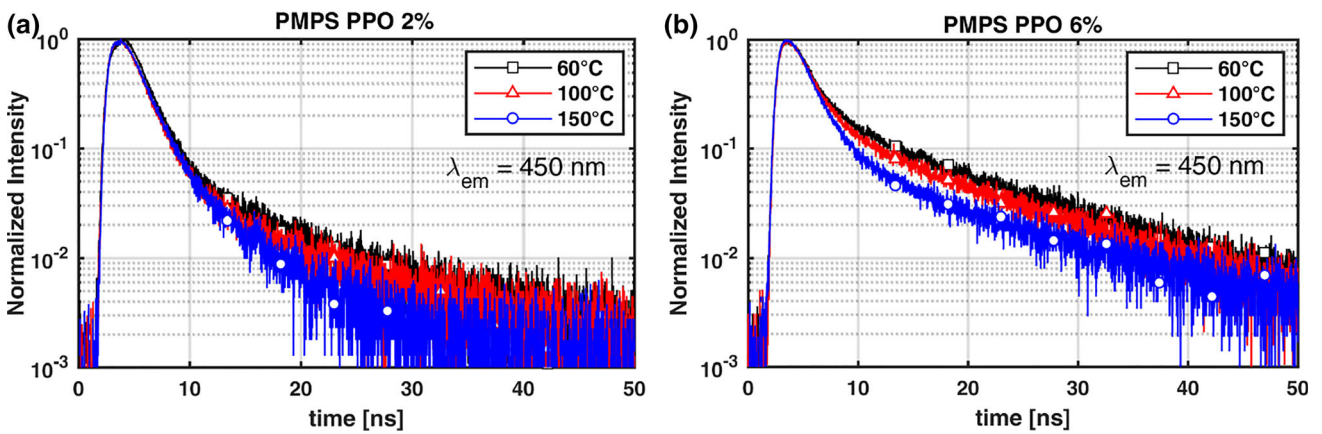 (a)
PMPS PPO 2%
Normalized Intensity
10^0
10^-1
10^-2
10^-3
60°C
100°C
150°C
λ_em = 450 nm
0 10 20 30 40 50
time [ns]
(b)
PMPS PPO 6%
Normalized Intensity
10^0
10^-1
10^-2
10^-3
60°C
100°C
150°C
λ_em = 450 nm
0 10 20 30 40 50
time [ns]